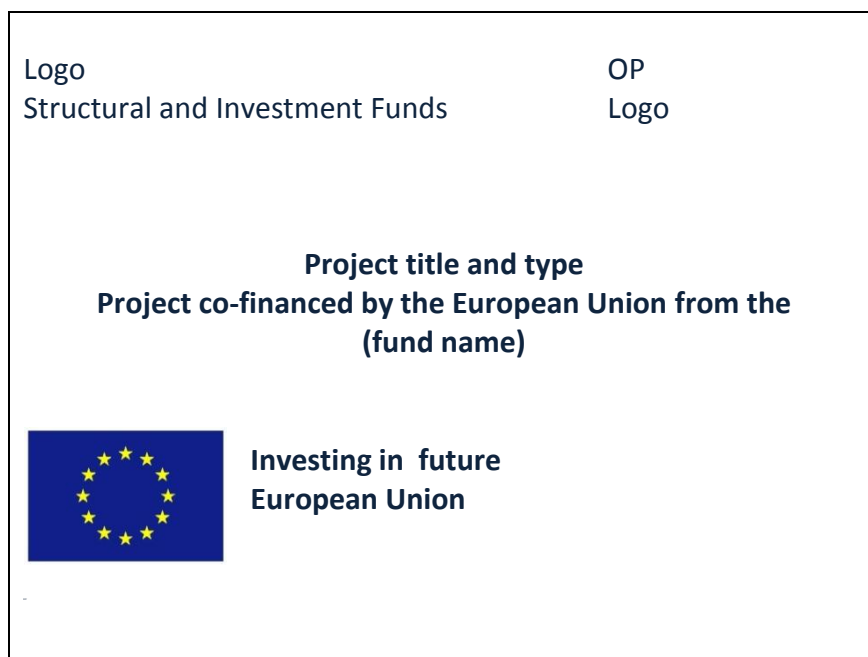 Logo
Structural and Investment Funds
OP
Logo
Project title and type
Project co-financed by the European Union from the
(fund name)
Investing in  future
European Union